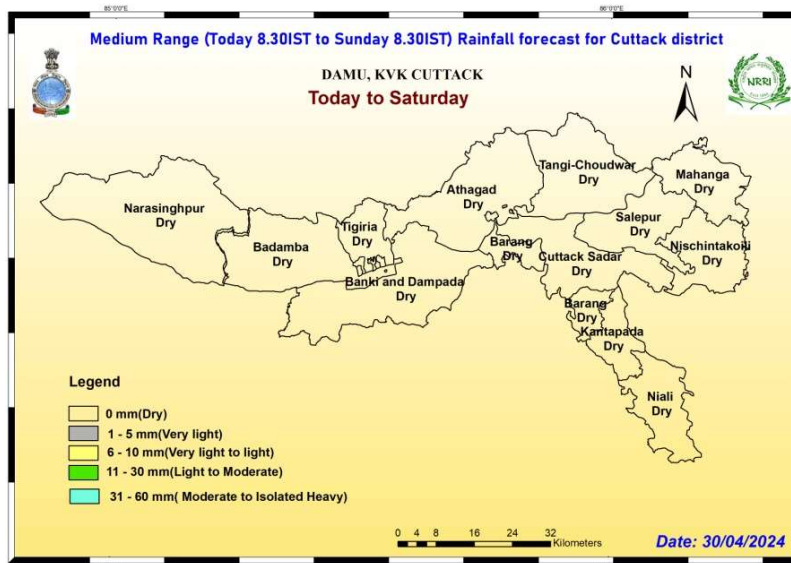 85°0'0"E
86°0'0"E
Medium Range (Today 8.30IST to Sunday 8.30IST) Rainfall forecast for Cuttack district
DAMU, KVK CUTTACK
Today to Saturday
N
NRRI
Tangi-Choudwar
Dry
Mahanga
Dry
Athagad
Dry
Narasinghpur
Dry
Salepur
Dry
Tigiria
Dry
Badamba
Dry
Barang
Dry
Nischintakoili
Dry
Cuttack Sadar
Dry
Banki and Dampada
Dry
Barang
Dry
Kantapada
Dry
Niali
Dry
Legend
0 mm(Dry)
1 - 5 mm(Very light)
6 - 10 mm(Very light to light)
11 - 30 mm(Light to Moderate)
31 - 60 mm( Moderate to Isolated Heavy)
0 4 8 16 24 32
Kilometers
Date: 30/04/2024